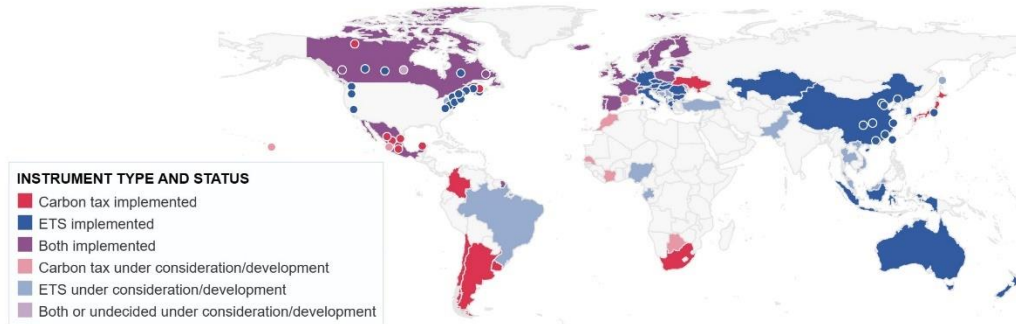 INSTRUMENT TYPE AND STATUS
Carbon tax implemented
ETS implemented
Both implemented
Carbon tax under consideration/development
ETS under consideration/development
Both or undecided under consideration/development